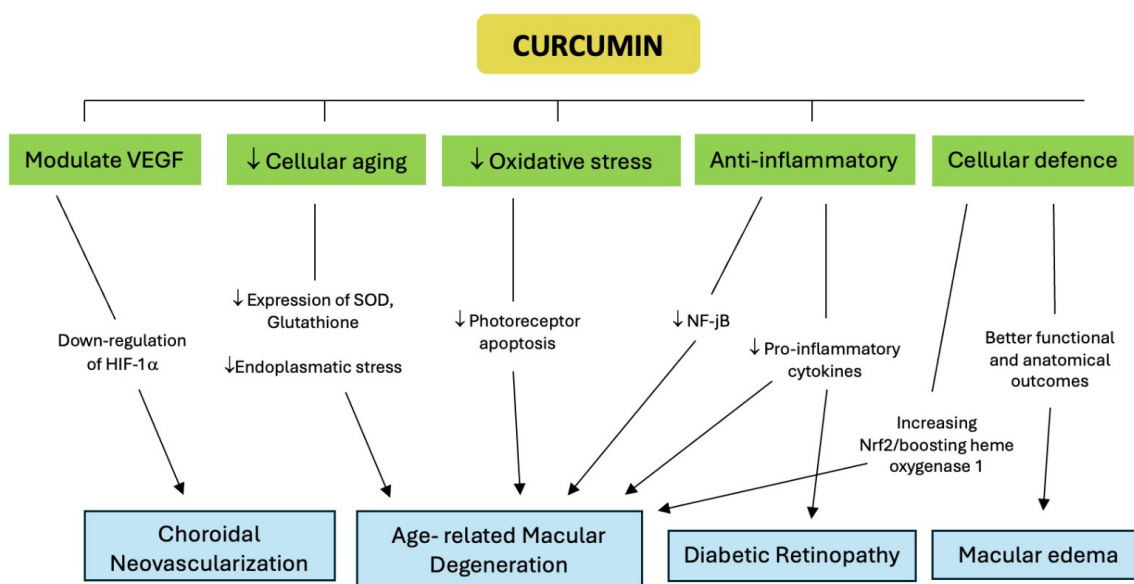 CURCUMIN
Modulate VEGF
↓ Cellular aging
↓ Oxidative stress
Anti-inflammatory
Cellular defence
↓ Expression of SOD,
Glutathione
↓Endoplasmatic stress
Down-regulation
of HIF-1α
↓ Photoreceptor
apoptosis
↓ NF-jB
↓ Pro-inflammatory
cytokines
Better functional
and anatomical
outcomes
Increasing
Nrf2/boosting heme
oxygenase 1
Choroidal
Neovascularization
Age- related Macular
Degeneration
Diabetic Retinopathy
Macular edema